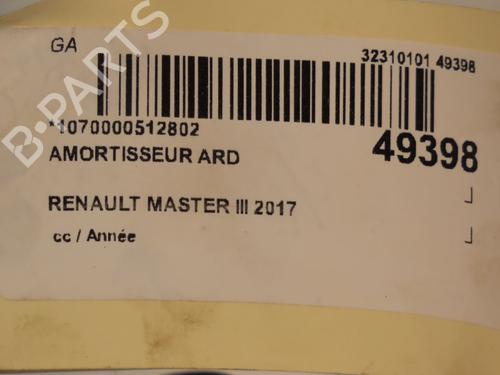 GA
32310101 49398
*1070000512802
49398
AMORTISSEUR ARD
RENAULT MASTER III 2017
cc / Année
B-PARTS